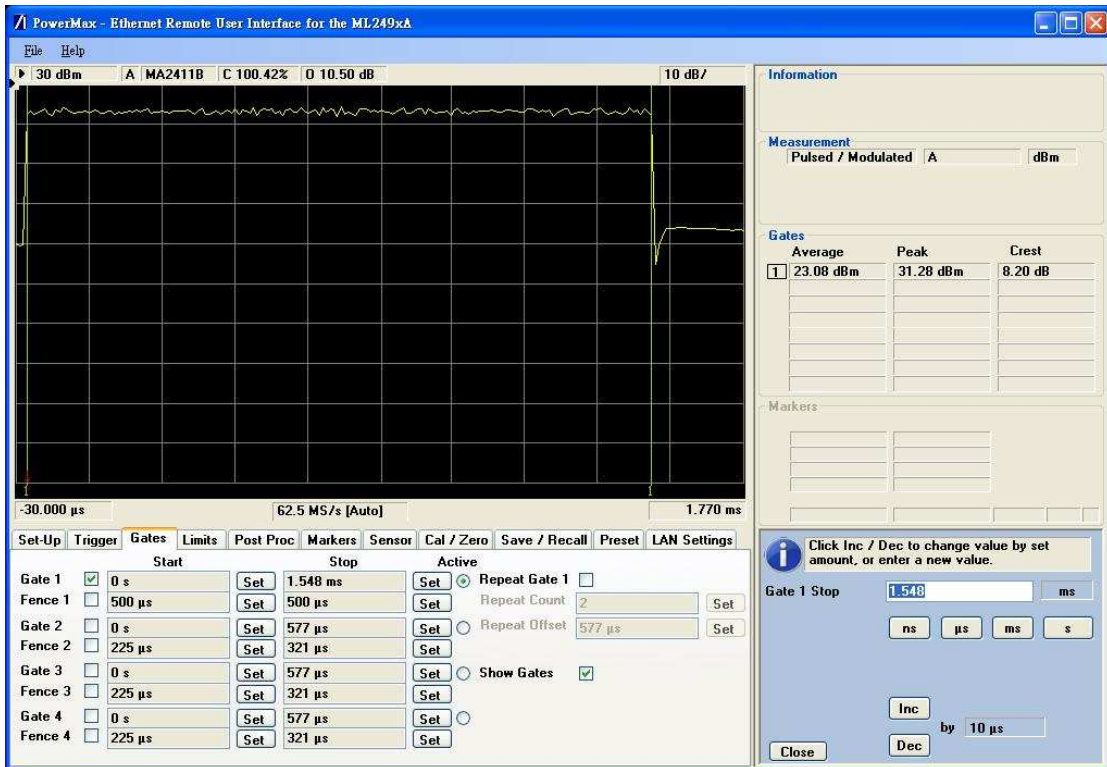 PowerMax - Ethernet Remote User Interface for the ML249xA
File Help
30 dBm A MA2411B C 100.42% O 10.50 dB 10 dB/
1 1
-30.000 µs 62.5 MS/s [Auto] 1.770 ms
Set-Up Trigger Gates Limits Post Proc Markers Sensor Cal / Zero Save / Recall Preset LAN Settings
Start Stop Active
Gate 1 0 s Set 1.548 ms Set Repeat Gate 1
Fence 1 500 µs Set 500 µs Set Repeat Count 2 Set
Gate 2 0 s Set 577 µs Set Repeat Offset 577 µs Set
Fence 2 225 µs Set 321 µs Set
Gate 3 0 s Set 577 µs Set Show Gates
Fence 3 225 µs Set 321 µs Set
Gate 4 0 s Set 577 µs Set
Fence 4 225 µs Set 321 µs Set
Information
Measurement
Pulsed / Modulated A dBm
Gates
Average Peak Crest
1 23.08 dBm 31.28 dBm 8.20 dB
Markers
Click Inc / Dec to change value by set
amount, or enter a new value.
Gate 1 Stop 1.548 ms
ns µs ms s
Inc
by 10 µs
Dec
Close